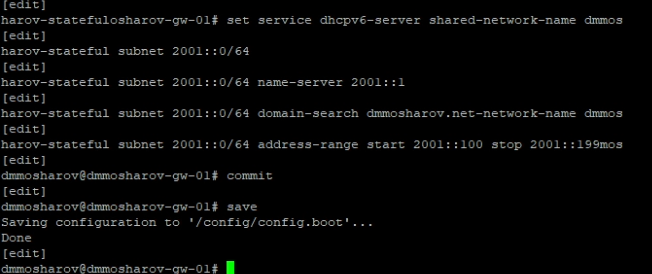 [edit]
harov-statefulosharov-gw-01# set service dhcpv6-server shared-network-name dmmos
[edit]
harov-stateful subnet 2001::0/64
[edit]
harov-stateful subnet 2001::0/64 name-server 2001::1
[edit]
harov-stateful subnet 2001::0/64 domain-search dmmosharov.net-network-name dmmos
[edit]
harov-stateful subnet 2001::0/64 address-range start 2001::100 stop 2001::199mos
[edit]
dmmosharov@dmmosharov-gw-01# commit
[edit]
dmmosharov@dmmosharov-gw-01# save
Saving configuration to '/config/config.boot'...
Done
[edit]
dmmosharov@dmmosharov-gw-01#